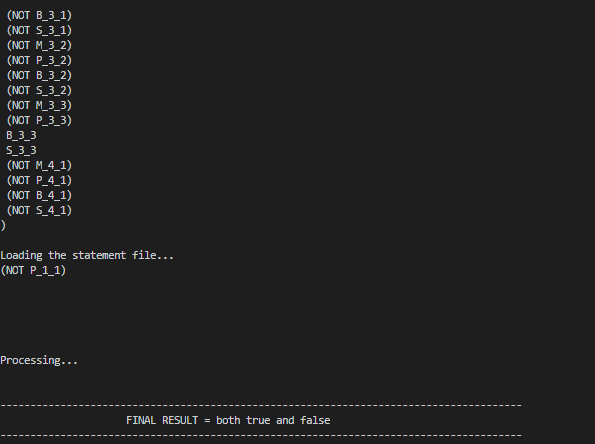 (NOT B_3_1)
(NOT S_3_1)
(NOT M_3_2)
(NOT P_3_2)
(NOT B_3_2)
(NOT S_3_2)
(NOT M_3_3)
(NOT P_3_3)
B_3_3
S_3_3
(NOT M_4_1)
(NOT P_4_1)
(NOT B_4_1)
(NOT S_4_1)
)
Loading the statement file...
(NOT P_1_1)
Processing...
--------------------------------------------------------------------------------------
FINAL RESULT = both true and false
--------------------------------------------------------------------------------------